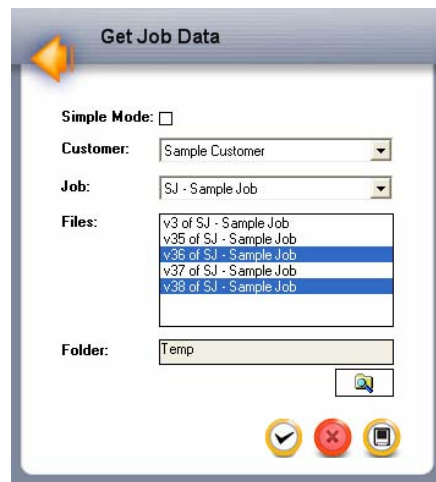 Get Job Data
Simple Mode:
Customer: Sample Customer
Job: SJ - Sample Job
Files: v3 of SJ - Sample Job
v35 of SJ - Sample Job
v36 of SJ - Sample Job
v37 of SJ - Sample Job
v38 of SJ - Sample Job
Folder: Temp